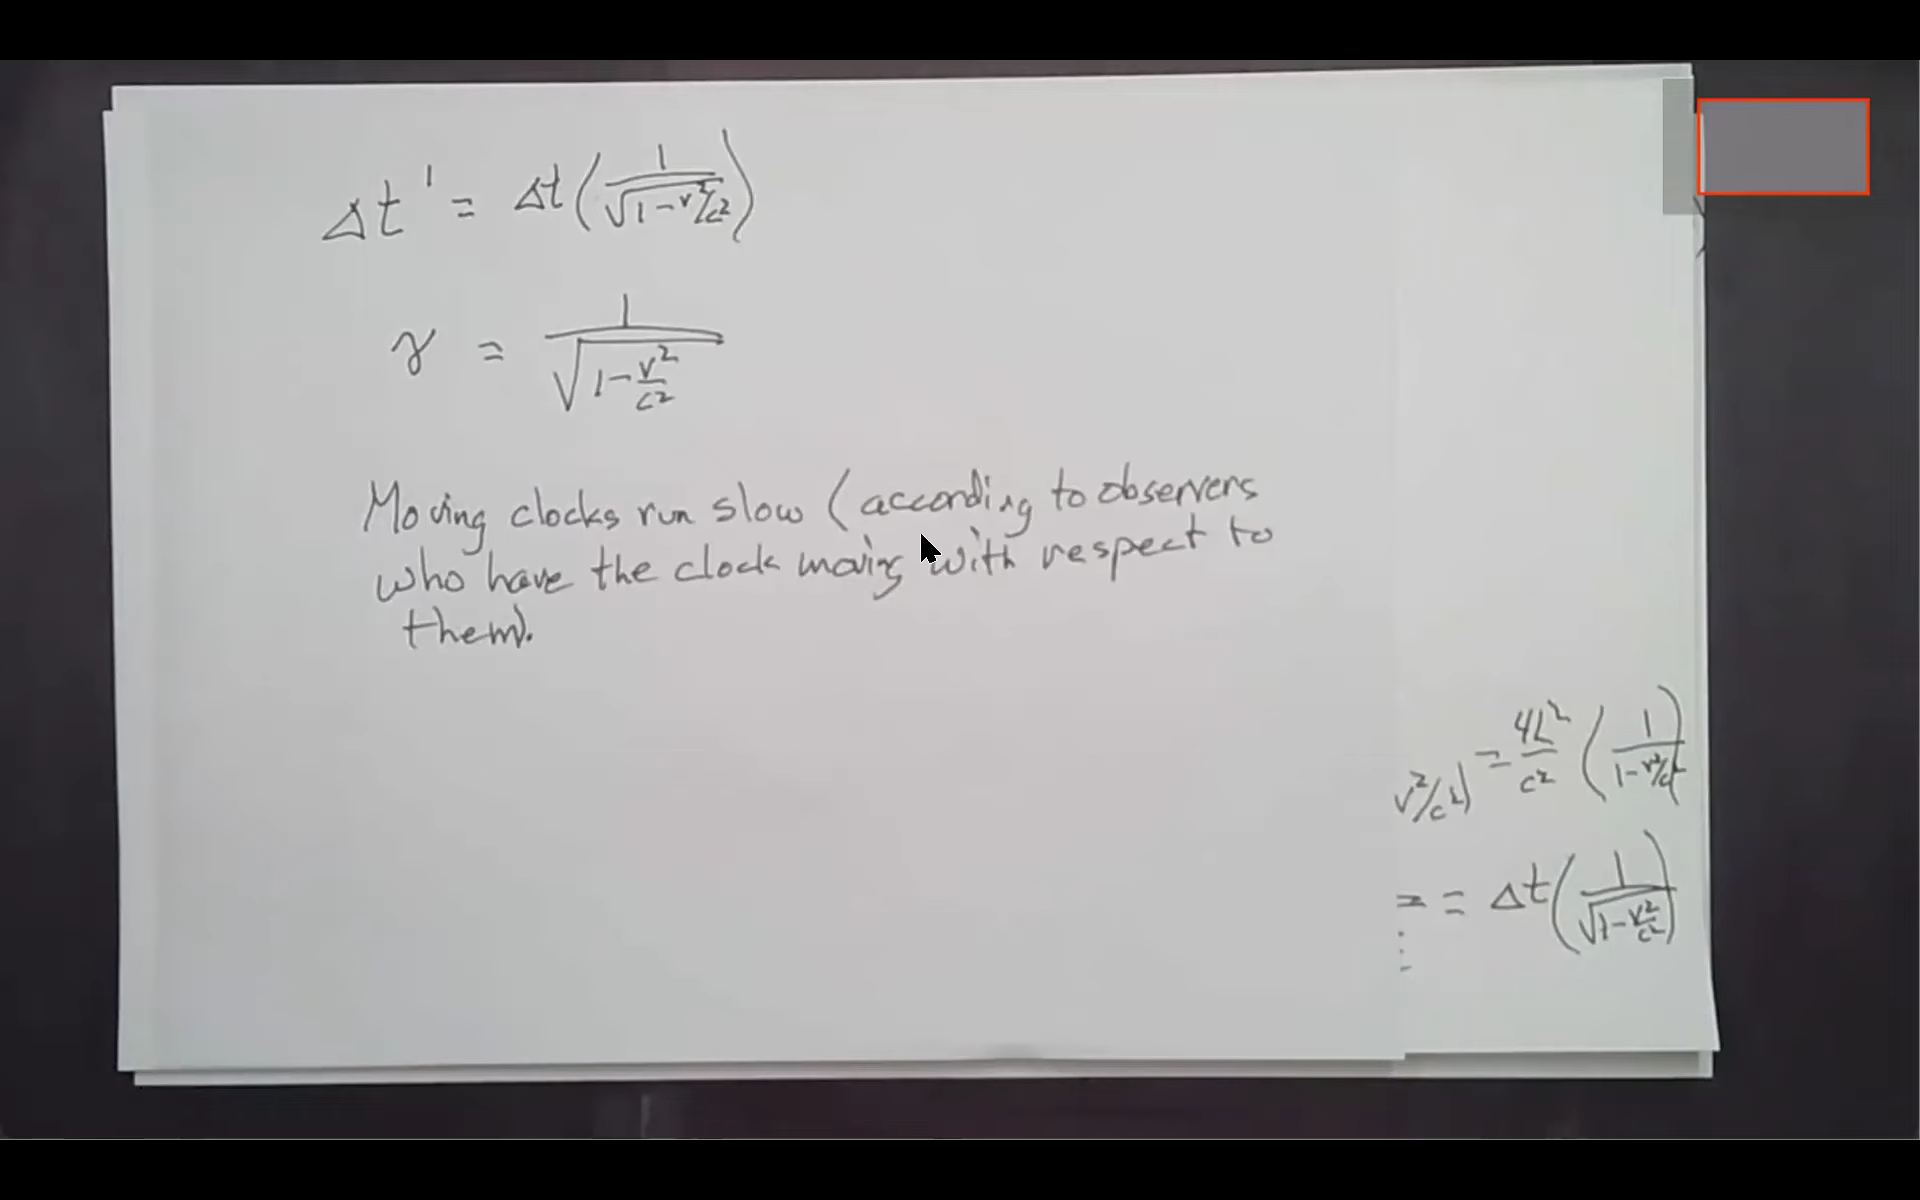 Δt' = Δt(1/√(1-v²/c²))
γ = 1/√(1-v²/c²)
Moving clocks run slow (according to observers
who have the clock moving with respect to
them).
v²/c²) = 4L²/c² (1/(1-v²/c²))
= Δt(1/√(1-v²/c²))